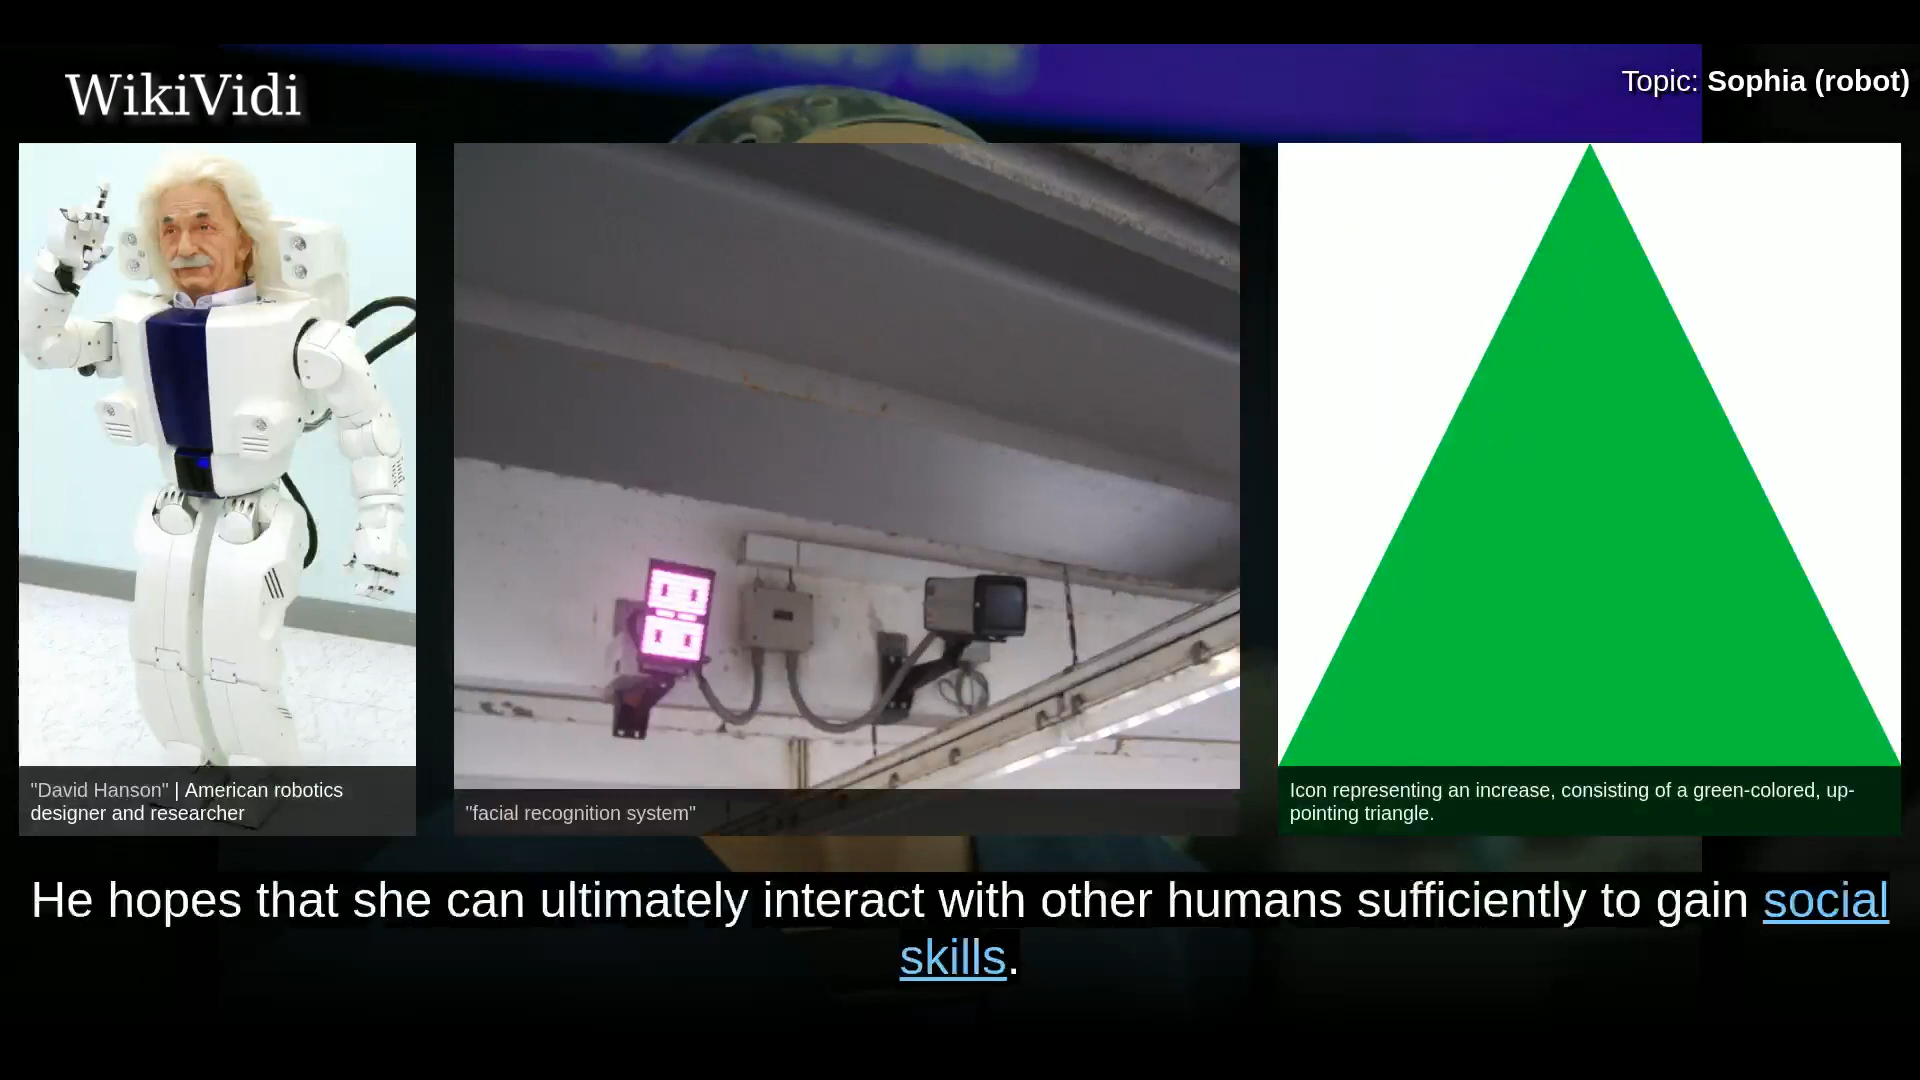 WikiVidi
Topic: Sophia (robot)
"David Hanson" | American robotics
designer and researcher
"facial recognition system"
Icon representing an increase, consisting of a green-colored, up-
pointing triangle.
He hopes that she can ultimately interact with other humans sufficiently to gain social
skills.